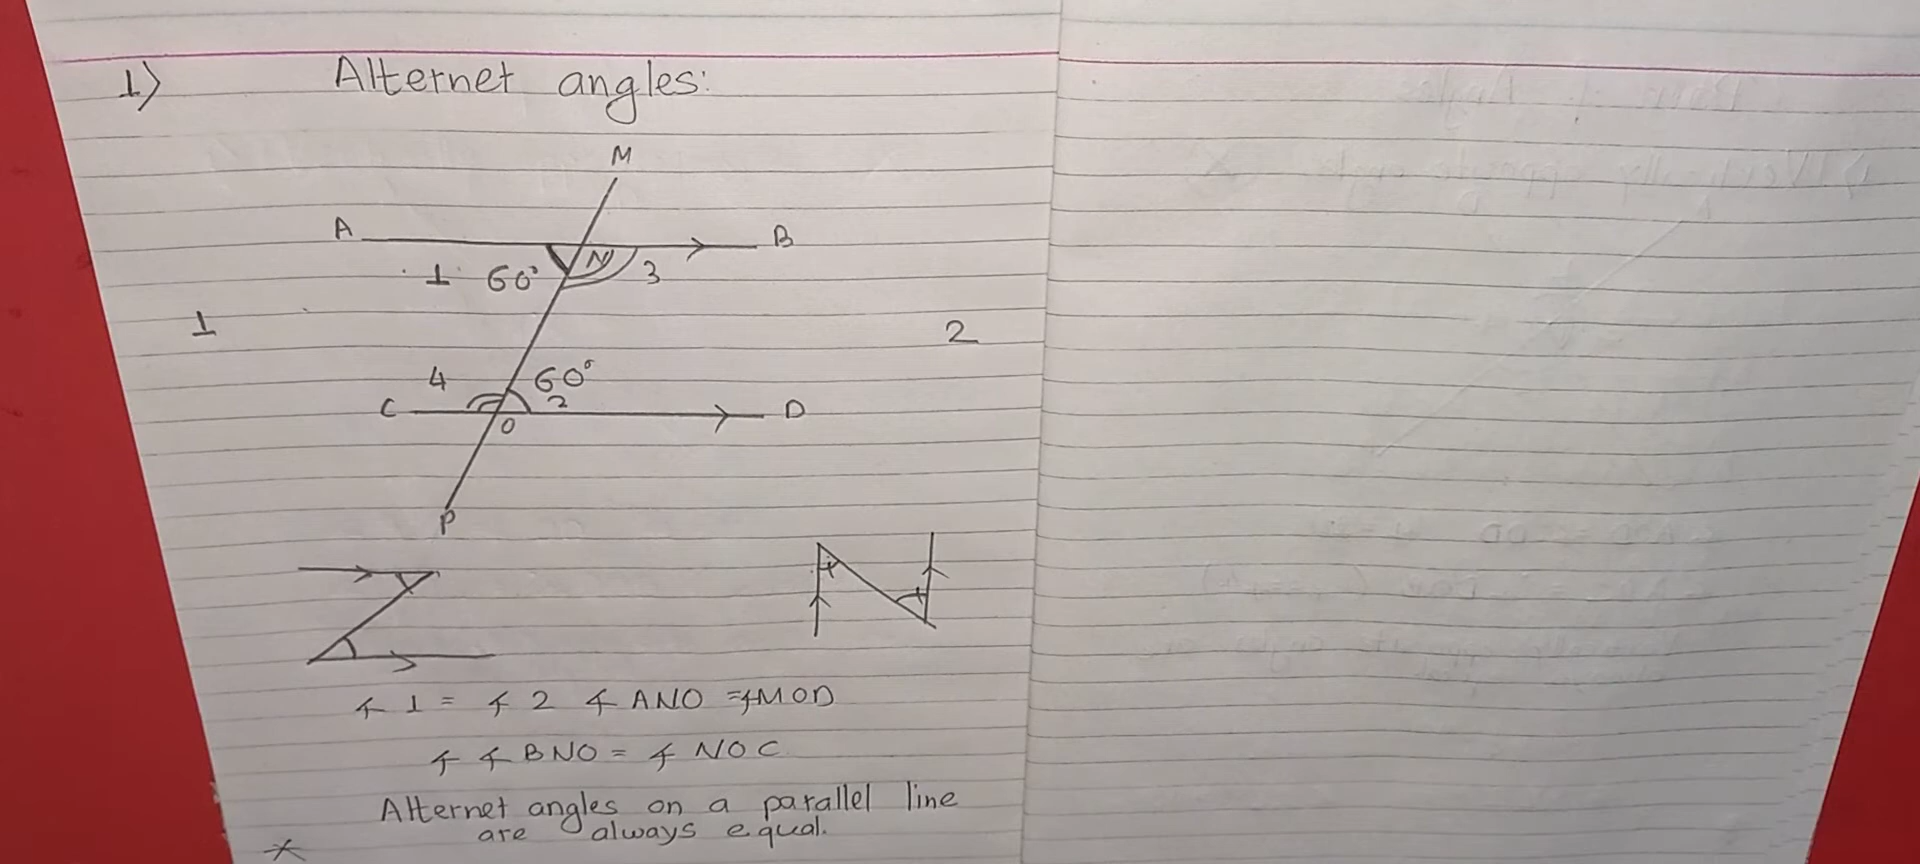 1) Alternet angles:
M
A B
N
1 60° 3
1 2
4 60°
C 2 D
O
P
∡ 1 = ∡ 2 ∡ ANO = ∡MOD
∡ ∡ BNO = ∡ NOC
Alternet angles on a parallel line
are always equal.